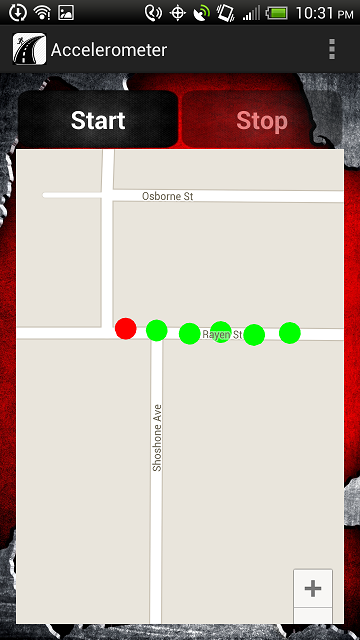 10:31 PM
Accelerometer
Start
Stop
Osborne St
Rayen St
Shoshone Ave
+